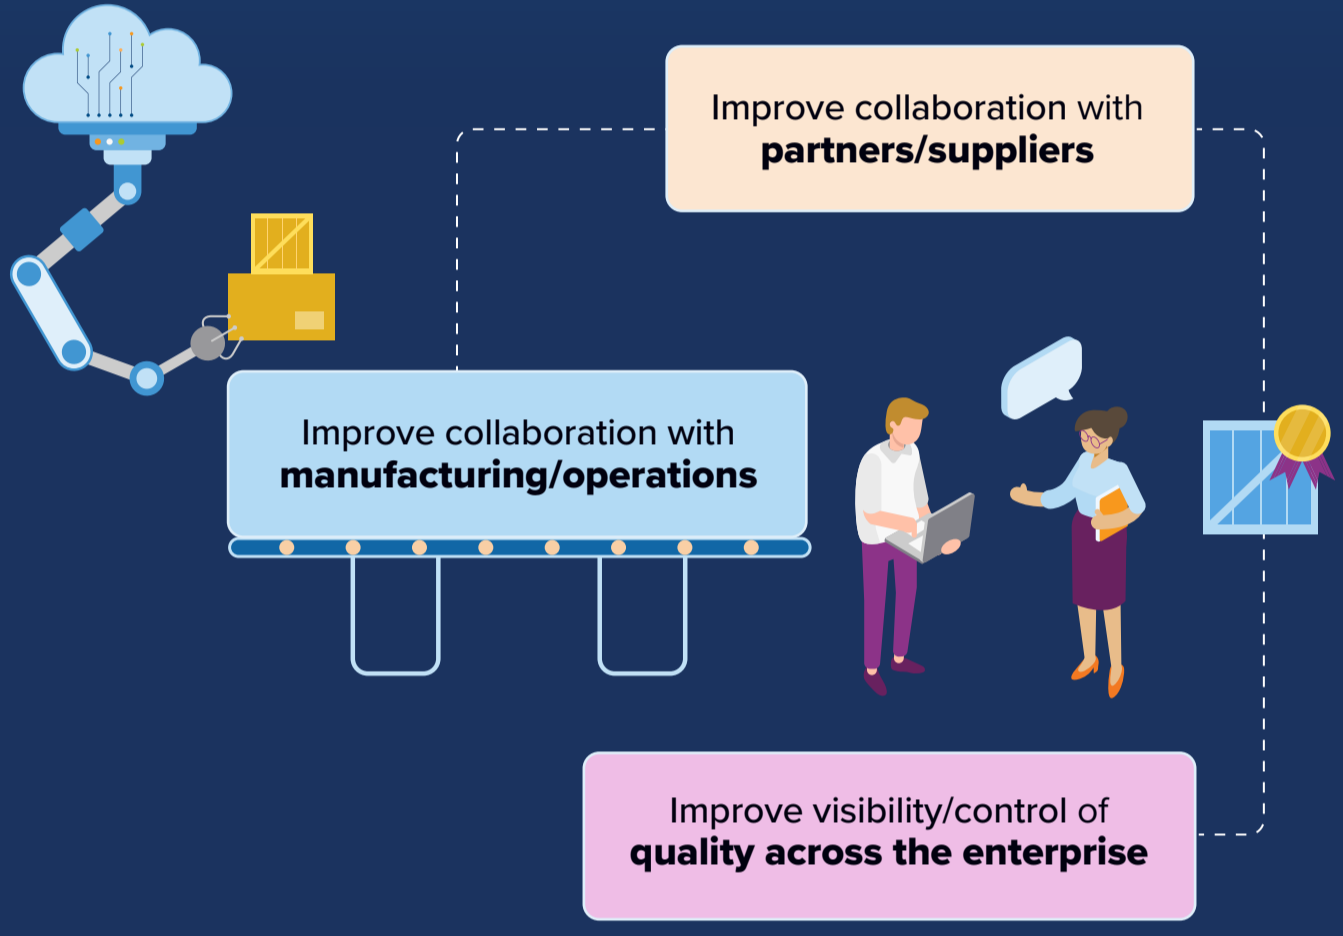 Improve collaboration with
partners/suppliers
Improve collaboration with
manufacturing/operations
Improve visibility/control of
quality across the enterprise